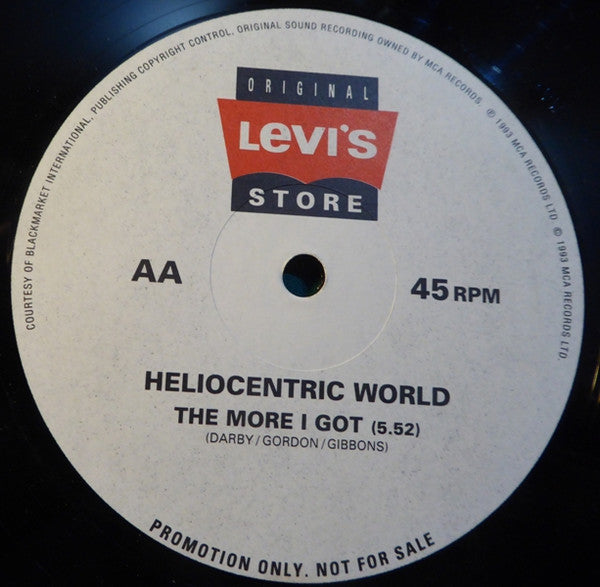 COURTESY OF BLACKMARKET INTERNATIONAL. PUBLISHING COPYRIGHT CONTROL. ORIGINAL SOUND RECORDING OWNED BY MCA RECORDS. ℗ 1993 MCA RECORDS LTD © 1993 MCA RECORDS LTD.
ORIGINAL
LEVI'S
STORE
AA
45 RPM
HELIOCENTRIC WORLD
THE MORE I GOT (5.52)
(DARBY/GORDON/GIBBONS)
PROMOTION ONLY. NOT FOR SALE